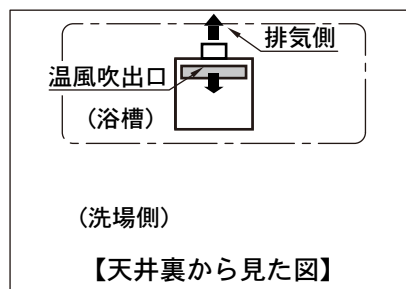 排気側
温風吹出口
（浴槽）
（洗場側）
【天井裏から見た図】